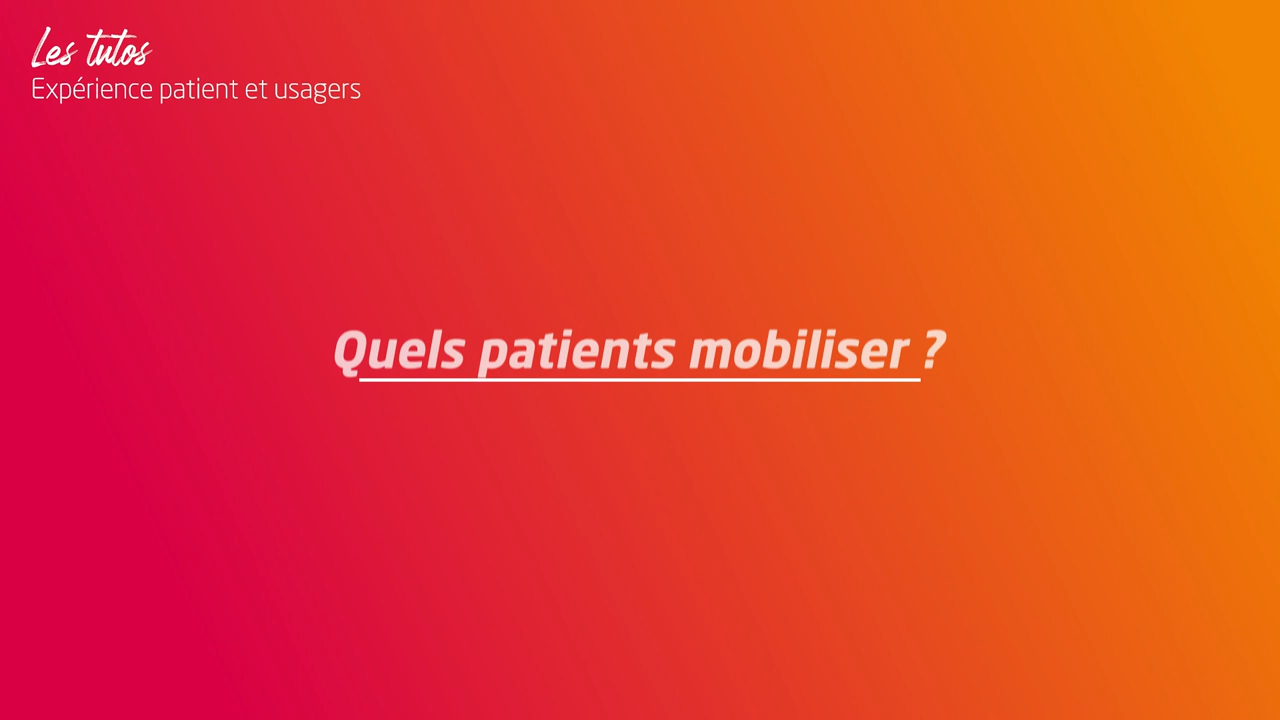 Les tutos
Expérience patient et usagers
Quels patients mobiliser ?